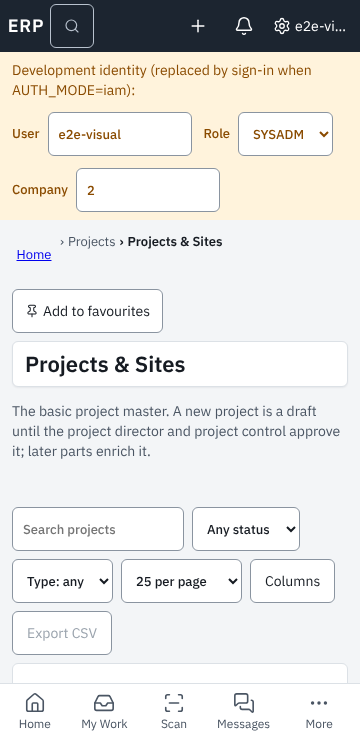 ERP e2e-vi...
Development identity (replaced by sign-in when
AUTH_MODE=iam):
User e2e-visual Role SYSADM
Company 2
Home › Projects › Projects & Sites
Add to favourites
Projects & Sites
The basic project master. A new project is a draft
until the project director and project control approve
it; later parts enrich it.
Search projects Any status
Type: any 25 per page Columns
Export CSV
Home My Work Scan Messages More